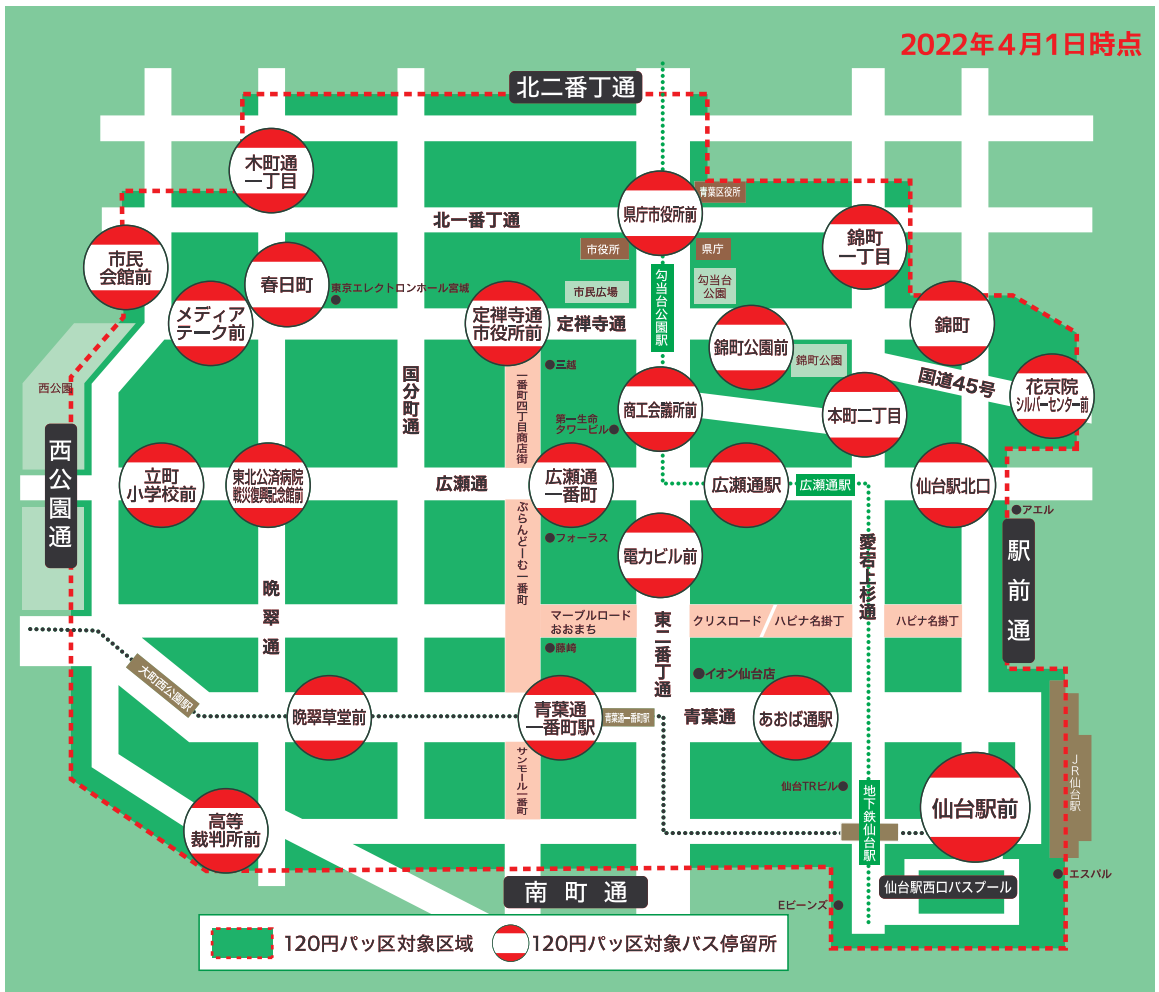 2022年4月1日時点
北二番丁通
木町通
一丁目
青葉区役所
県庁市役所前
北一番丁通
市民
会館前
市役所
県庁
錦町
一丁目
春日町
東京エレクトロンホール宮城
市民広場
勾当台
公園
勾当台公園駅
メディア
テーク前
定禅寺通
市役所前
定禅寺通
錦町公園前
錦町公園
錦町
国道45号
花京院
シルバーセンター前
西公園
国分町通
三越
一番町四丁目商店街
第一生命
タワービル
商工会議所前
本町二丁目
西公園通
立町
小学校前
東北公済病院
戦災復興記念館前
広瀬通
広瀬通
一番町
広瀬通駅
広瀬通駅
仙台駅北口
アエル
ぶらんどーむ一番町
フォーラス
電力ビル前
愛宕上杉通
駅前通
晩翠通
マーブルロード
おおまち
東二番丁通
クリスロード
ハピナ名掛丁
ハピナ名掛丁
藤崎
イオン仙台店
大町西公園駅
晩翠草堂前
青葉通
一番町駅
青葉通一番町駅
青葉通
あおば通駅
サンモール一番町
仙台TRビル
地下鉄仙台駅
仙台駅前
JR仙台駅
高等
裁判所前
エスパル
南町通
仙台駅西口バスプール
Eビーンズ
120円パッ区対象区域
120円パッ区対象バス停留所